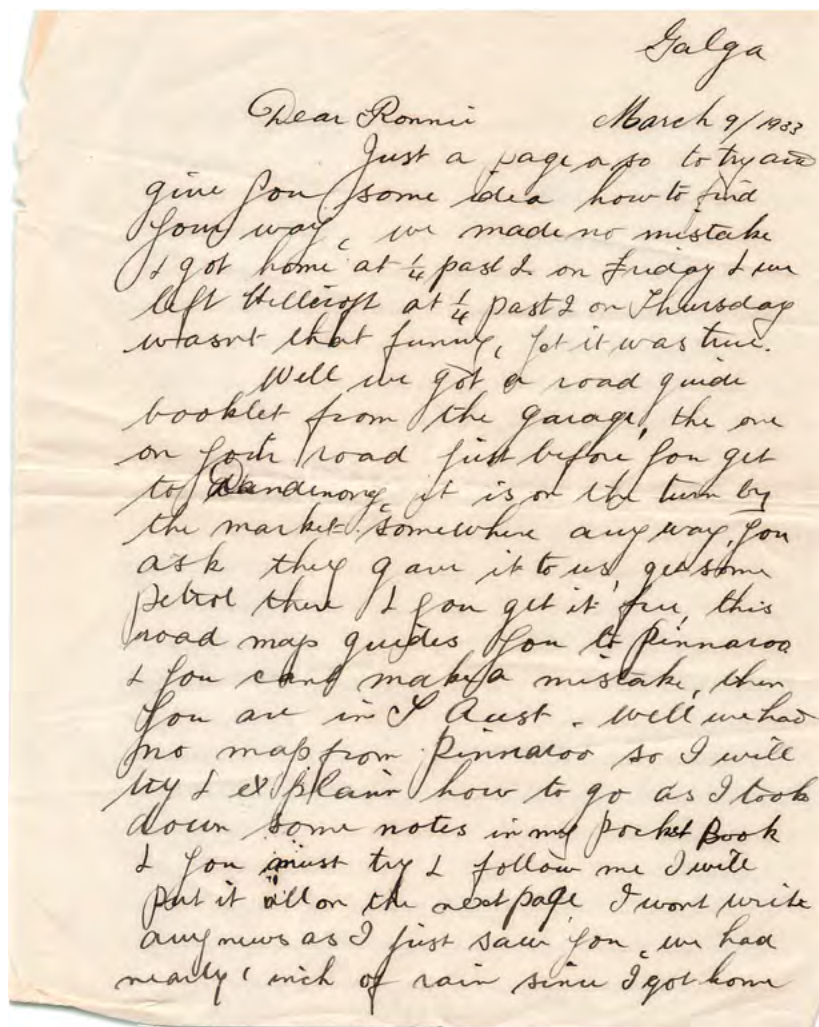 Galga
Dear Ronnie March 9/1933
Just a page or so to try and
give you some idea how to find
your way, we made no mistake
& got home at ¼ past 2 on Friday & we
left Hillcroft at ¼ past 2 on Thursday
wasnt that funny, yet it was true.
Well we got a road guide
booklet from the garage, the one
on your road just before you get
to Dandenong, it is on the turn by
the market somewhere any way, you
ask they gave it to us, get some
petrol there & you get it free, this
road map guides you to Pinnaroo
& you cant make a mistake, then
you are in S Aust. Well we had
no map from Pinnaroo so I will
try & explain how to go as I took
down some notes in my Pocket Book
& you must try & follow me I will
put it all on the next page I wont write
any news as I just saw you, we had
nearly 1 inch of rain since I got home